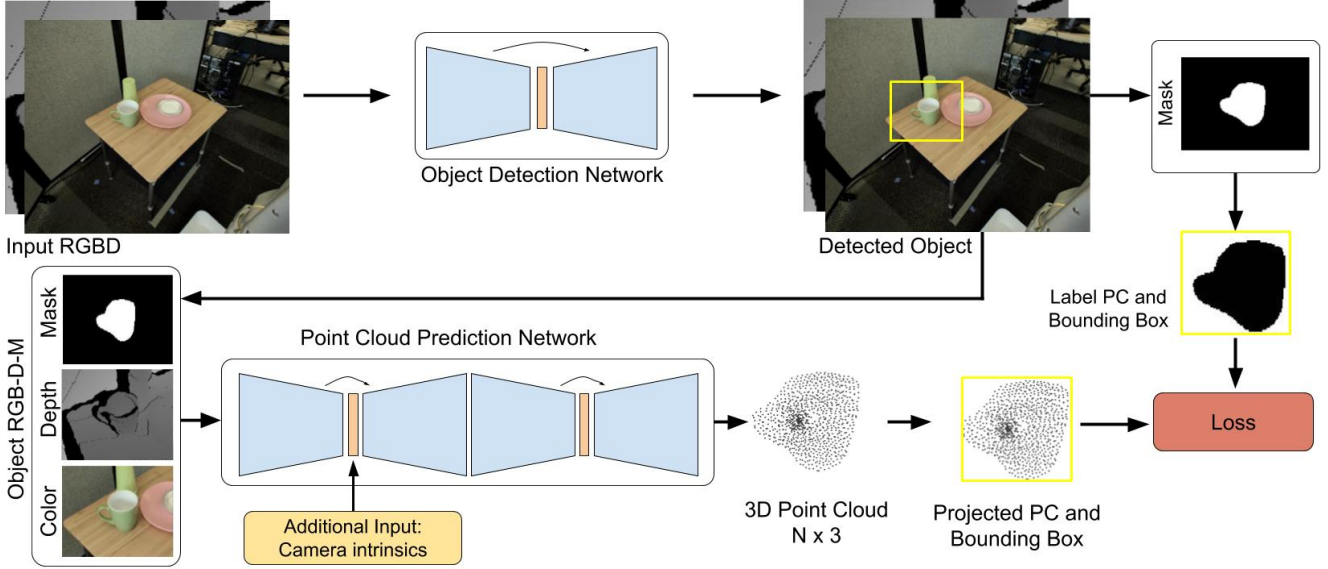 Input RGBD
Object Detection Network
Detected Object
Mask
Label PC and
Bounding Box
Object RGB-D-M
Mask
Depth
Color
Point Cloud Prediction Network
Additional Input:
Camera intrinsics
3D Point Cloud
N x 3
Projected PC and
Bounding Box
Loss